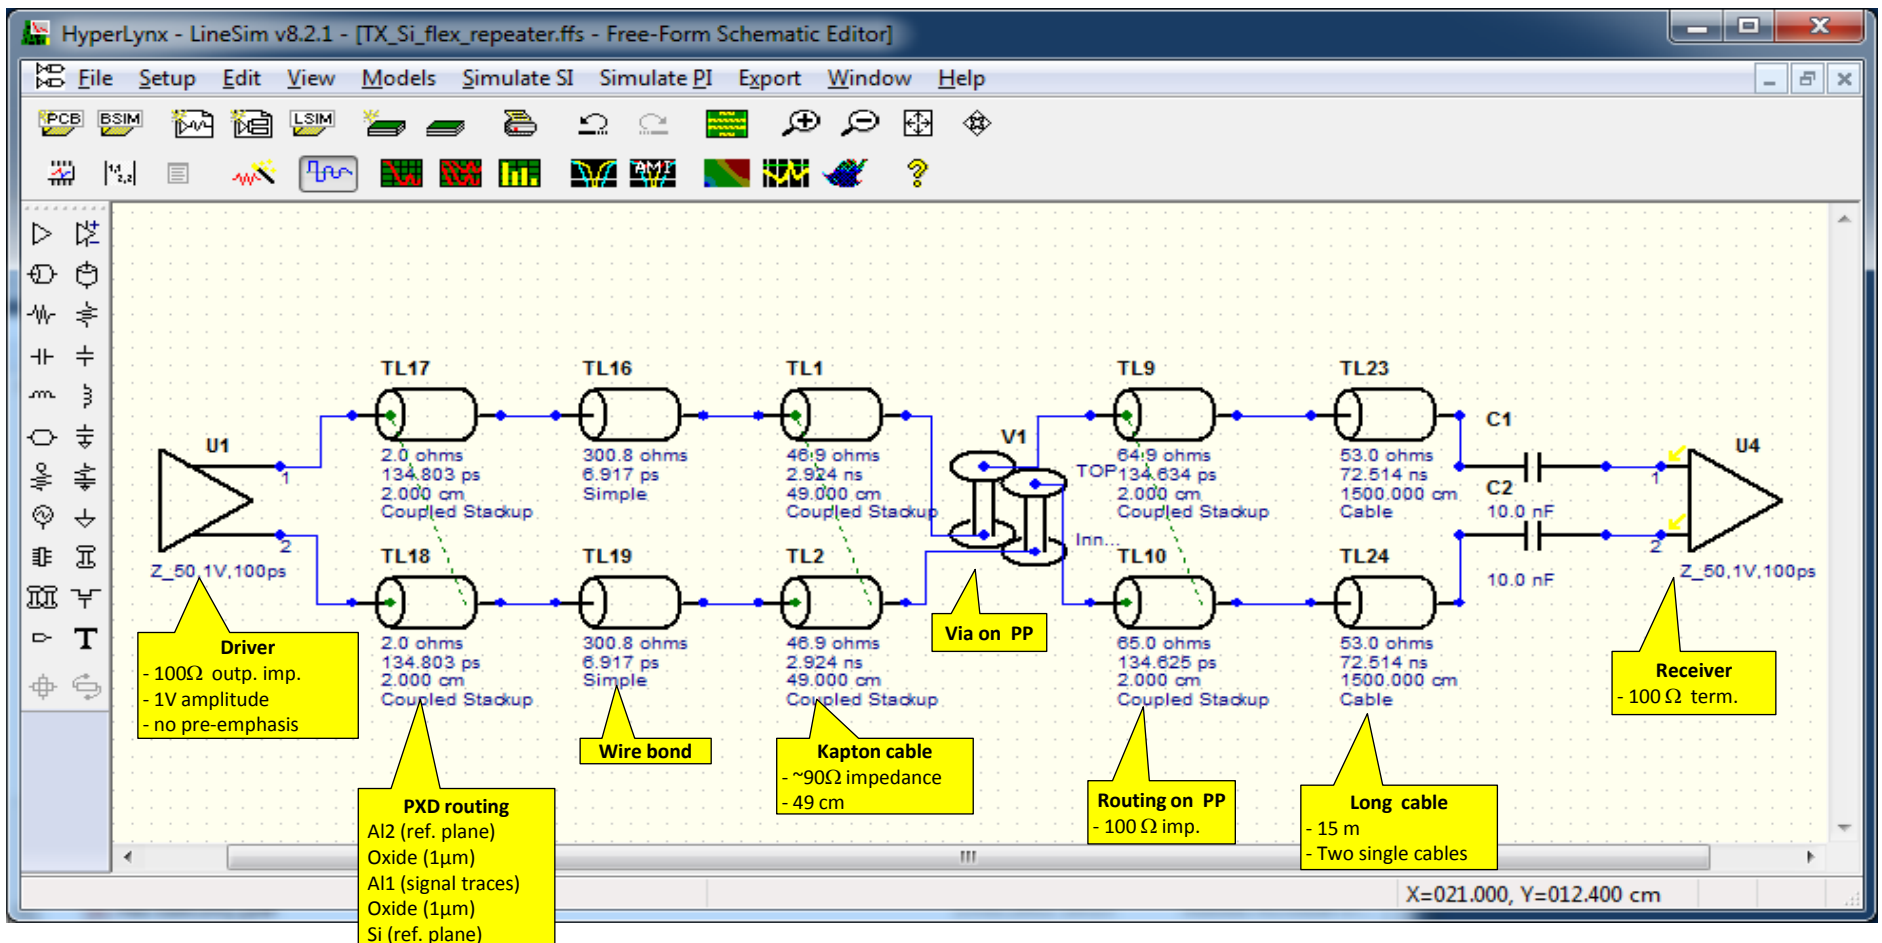 HyperLynx - LineSim v8.2.1 - [TX_Si_flex_repeater.ffs - Free-Form Schematic Editor]
File Setup Edit View Models Simulate SI Simulate PI Export Window Help
PCB BSIM LSIM
AMI ?
T
TL17 TL16 TL1 TL9 TL23
C1
U1 V1 U4
2.0 ohms
134.803 ps
2.000 cm
Coupled Stackup
300.8 ohms
6.917 ps
Simple
46.9 ohms
2.924 ns
49.000 cm
Coupled Stackup
TOP
64.9 ohms
134.634 ps
2.000 cm
Coupled Stackup
53.0 ohms
72.514 ns
1500.000 cm
Cable
1
1
C2
10.0 nF
2
2
Inn...
TL18 TL19 TL2 TL10 TL24
Z_50,1V,100ps
10.0 nF
Z_50,1V,100ps
2.0 ohms
134.803 ps
2.000 cm
Coupled Stackup
300.8 ohms
6.917 ps
Simple
46.9 ohms
2.924 ns
49.000 cm
Coupled Stackup
65.0 ohms
134.625 ps
2.000 cm
Coupled Stackup
53.0 ohms
72.514 ns
1500.000 cm
Cable
Driver
- 100Ω outp. imp.
- 1V amplitude
- no pre-emphasis
Via on PP
Receiver
- 100 Ω term.
Wire bond
Kapton cable
- ~90Ω impedance
- 49 cm
PXD routing
Al2 (ref. plane)
Oxide (1µm)
Al1 (signal traces)
Oxide (1µm)
Si (ref. plane)
Routing on PP
- 100 Ω imp.
Long cable
- 15 m
- Two single cables
X=021.000, Y=012.400 cm